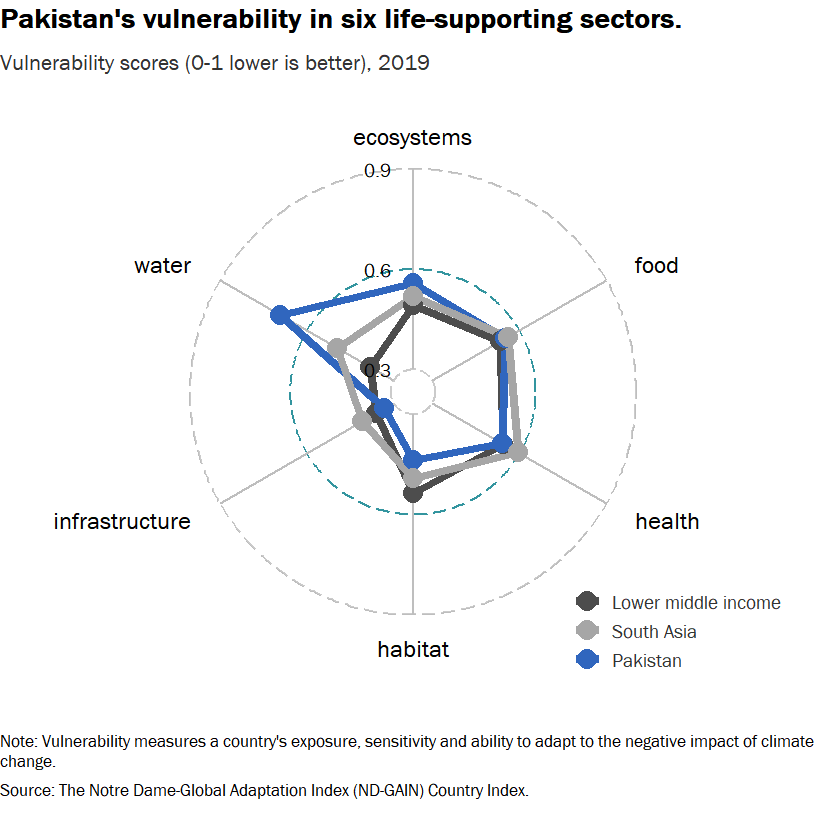 Pakistan's vulnerability in six life-supporting sectors.
Vulnerability scores (0-1 lower is better), 2019
ecosystems
0.9
water
0.6
food
0.3
infrastructure
health
Lower middle income
South Asia
habitat
Pakistan
Note: Vulnerability measures a country's exposure, sensitivity and ability to adapt to the negative impact of climate
change.
Source: The Notre Dame-Global Adaptation Index (ND-GAIN) Country Index.